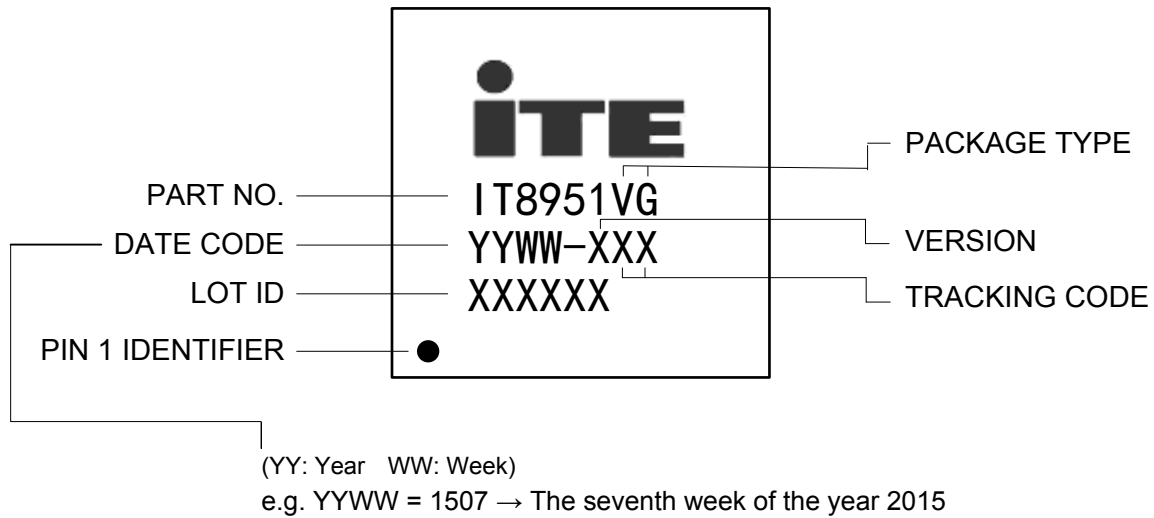 iTE
PACKAGE TYPE
PART NO.
IT8951VG
DATE CODE
YYWW-XXX
VERSION
LOT ID
XXXXXX
TRACKING CODE
PIN 1 IDENTIFIER
(YY: Year WW: Week)
e.g. YYWW = 1507 → The seventh week of the year 2015